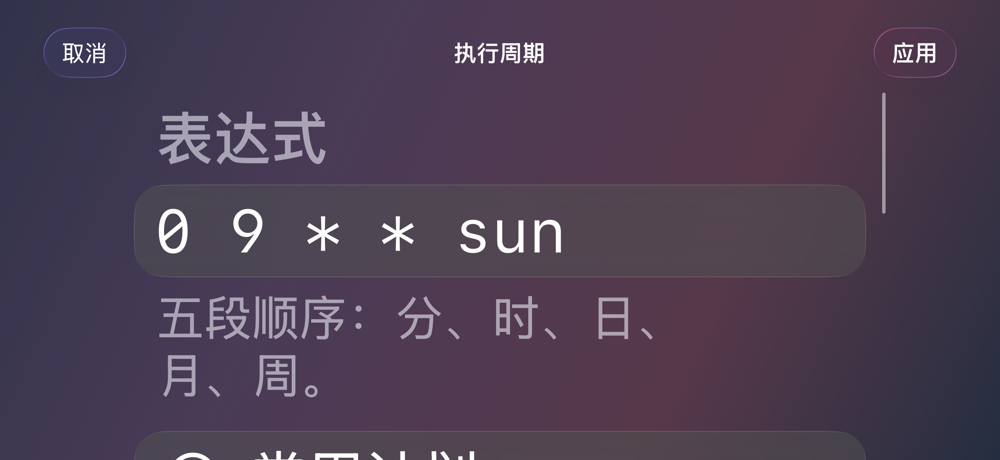 取消
执行周期
应用
表达式
0 9 * * sun
五段顺序：分、时、日、
月、周。